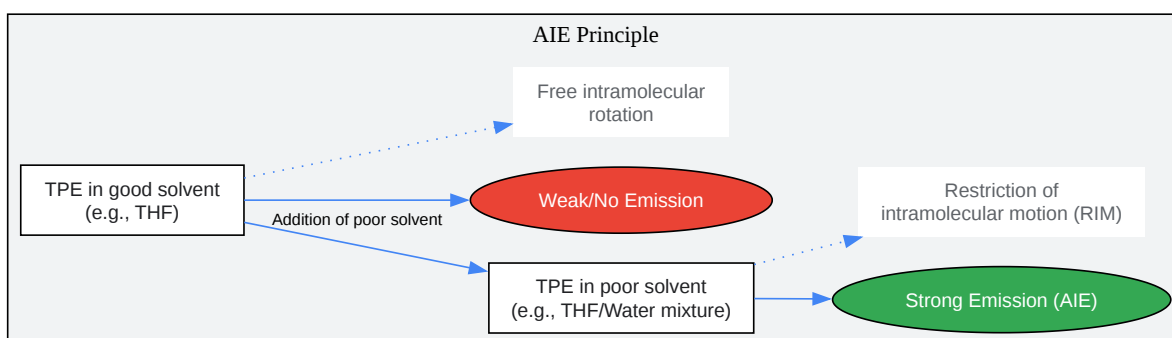 AIE Principle
Free intramolecular
rotation
TPE in good solvent
(e.g., THF)
Weak/No Emission
Restriction of
intramolecular motion (RIM)
Addition of poor solvent
TPE in poor solvent
(e.g., THF/Water mixture)
Strong Emission (AIE)